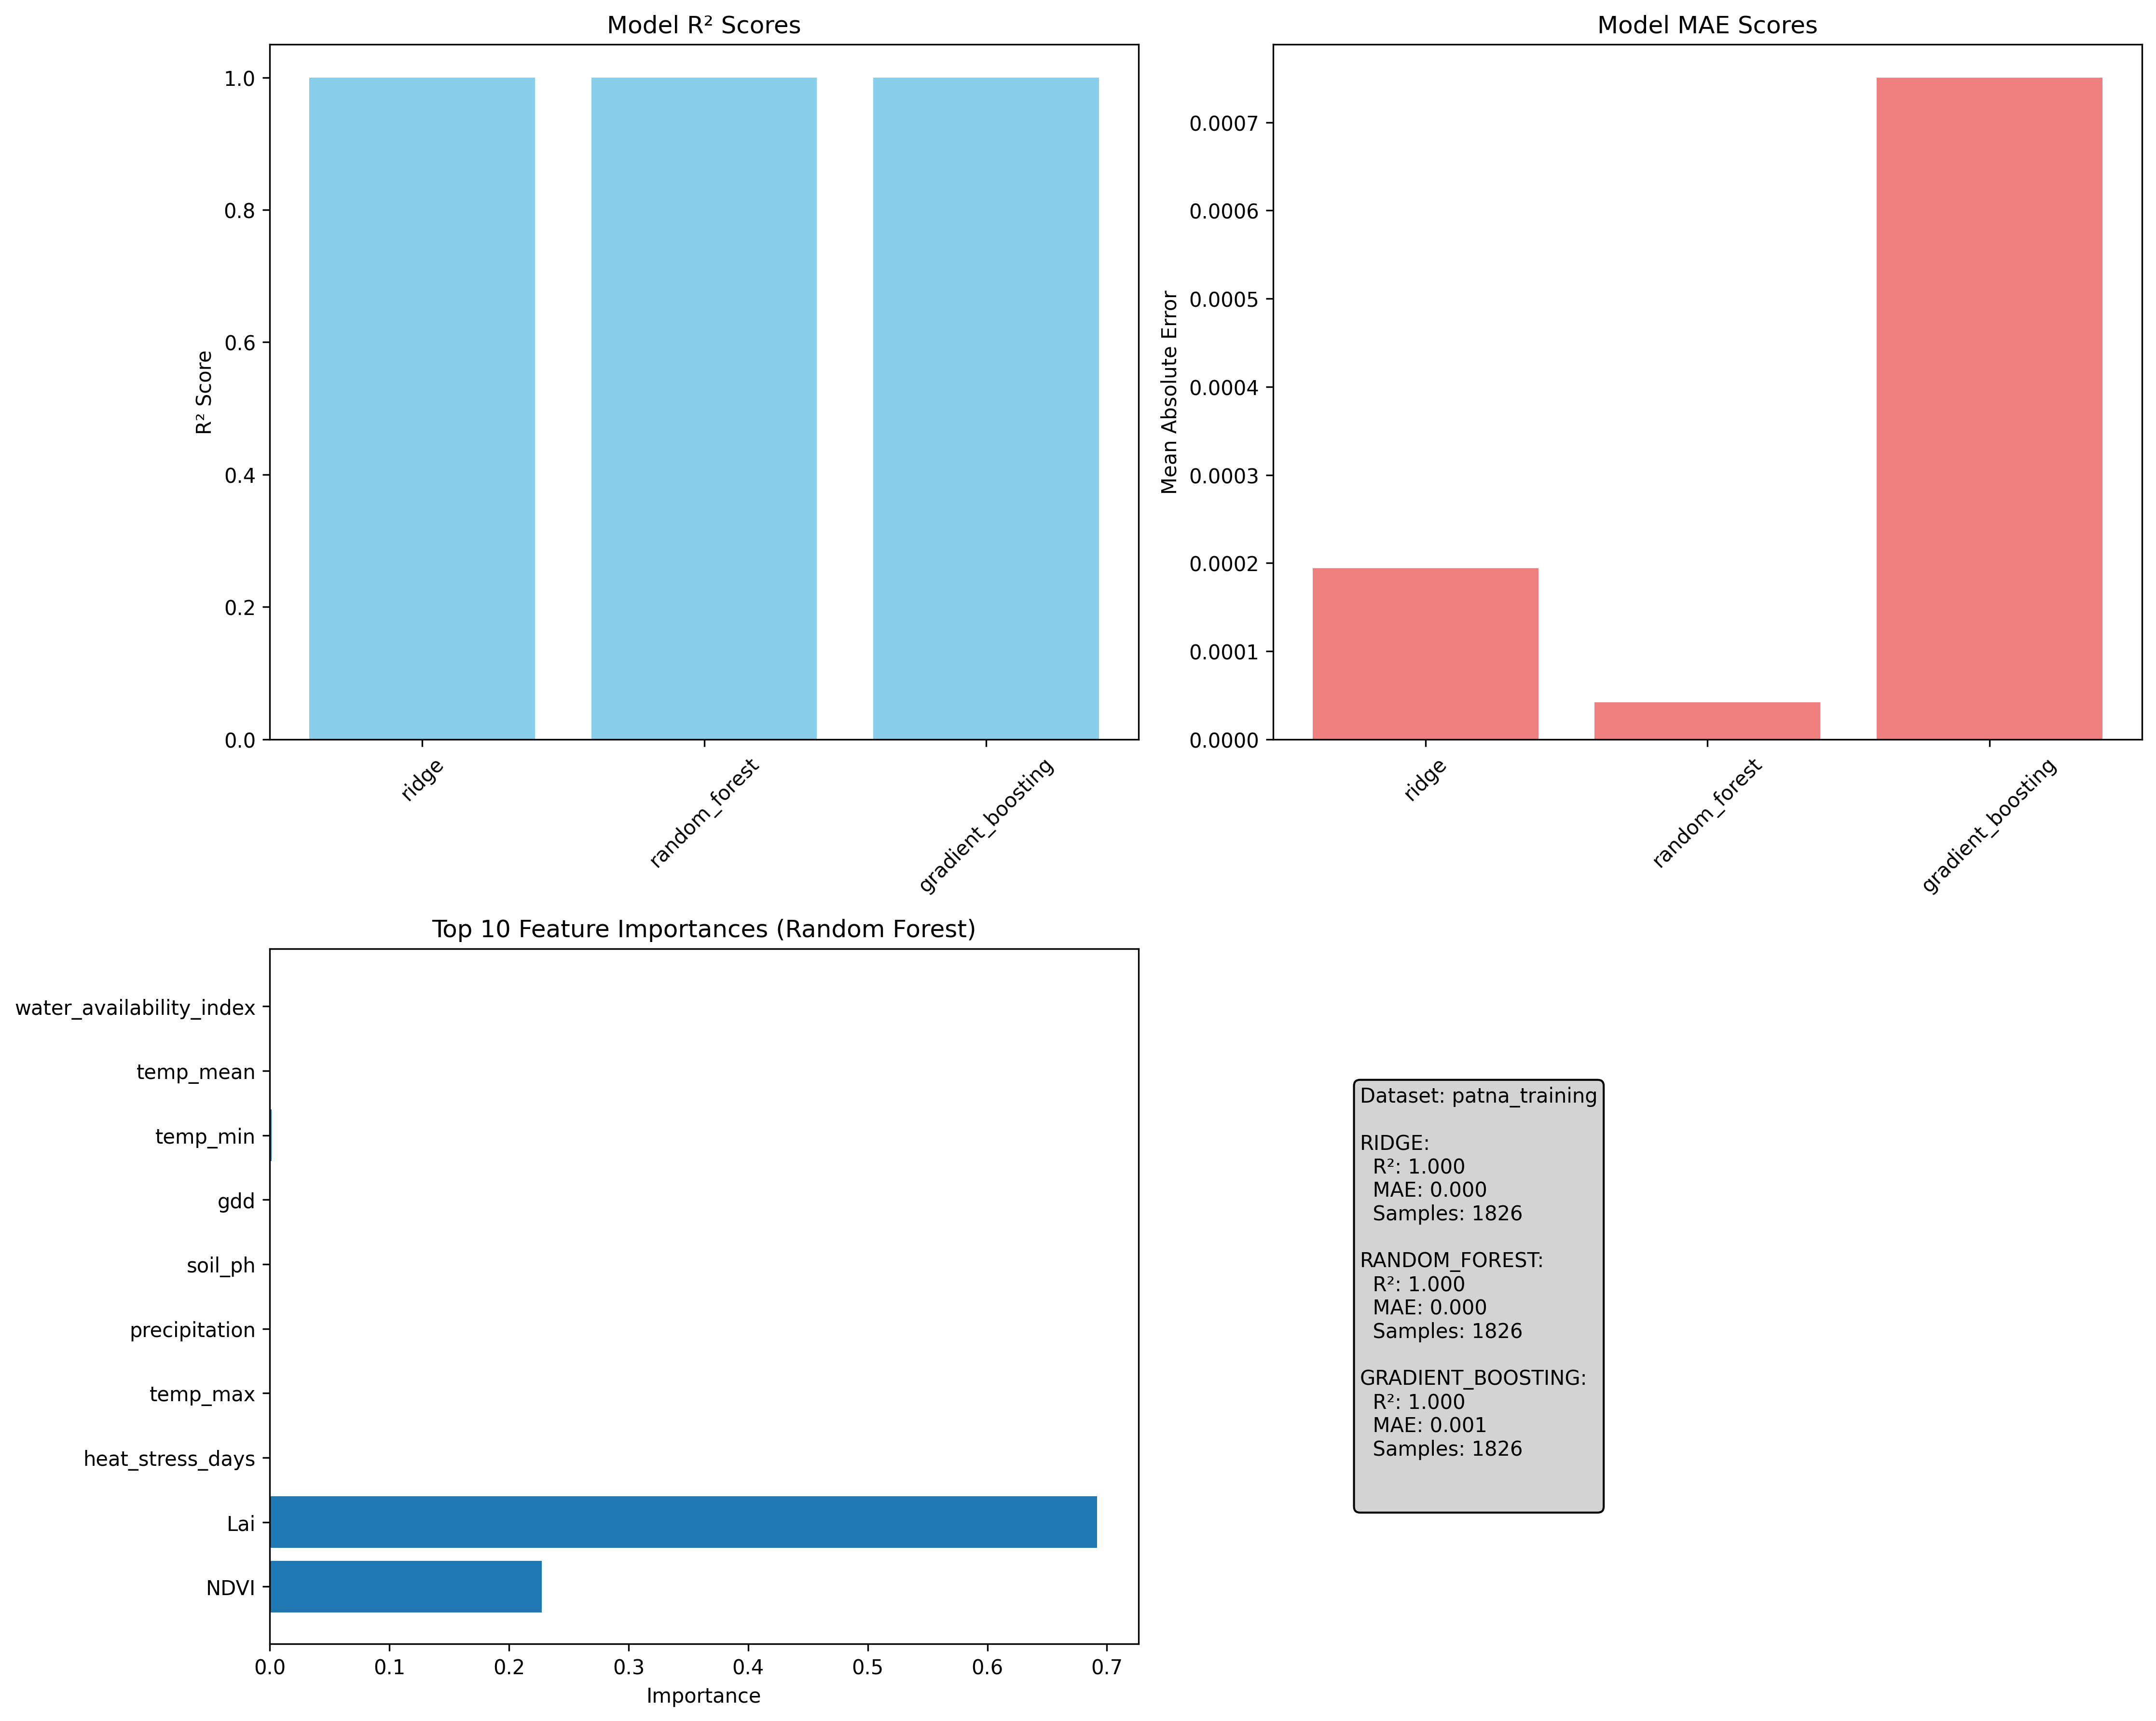 Model R² Scores
R² Score
1.0
0.8
0.6
0.4
0.2
0.0
ridge
random_forest
gradient_boosting
Model MAE Scores
Mean Absolute Error
0.0007
0.0006
0.0005
0.0004
0.0003
0.0002
0.0001
0.0000
ridge
random_forest
gradient_boosting
Top 10 Feature Importances (Random Forest)
water_availability_index
temp_mean
temp_min
gdd
soil_ph
precipitation
temp_max
heat_stress_days
Lai
NDVI
0.0 0.1 0.2 0.3 0.4 0.5 0.6 0.7
Importance
Dataset: patna_training
RIDGE:
R²: 1.000
MAE: 0.000
Samples: 1826
RANDOM_FOREST:
R²: 1.000
MAE: 0.000
Samples: 1826
GRADIENT_BOOSTING:
R²: 1.000
MAE: 0.001
Samples: 1826